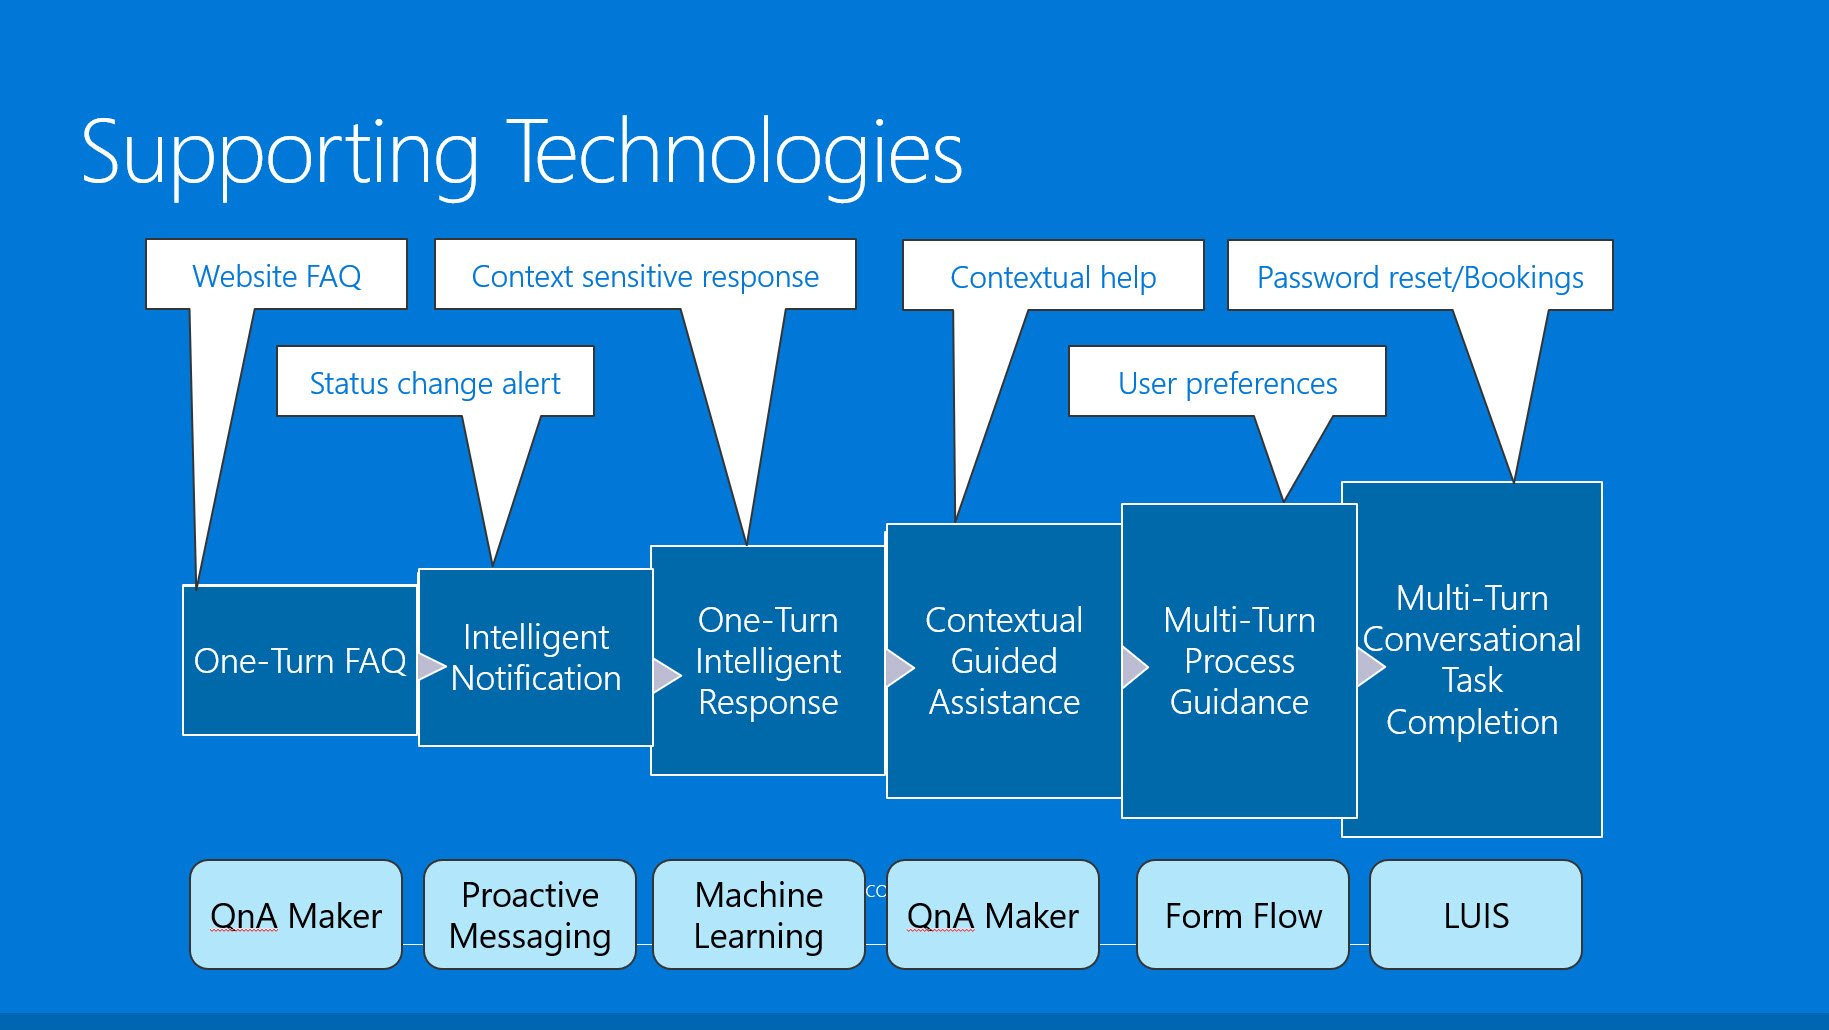 Supporting Technologies
Website FAQ
Context sensitive response
Contextual help
Password reset/Bookings
Status change alert
User preferences
One-Turn FAQ
Intelligent
Notification
One-Turn
Intelligent
Response
Contextual
Guided
Assistance
Multi-Turn
Process
Guidance
Multi-Turn
Conversational
Task
Completion
QnA Maker
Proactive
Messaging
Machine
Learning
QnA Maker
Form Flow
LUIS